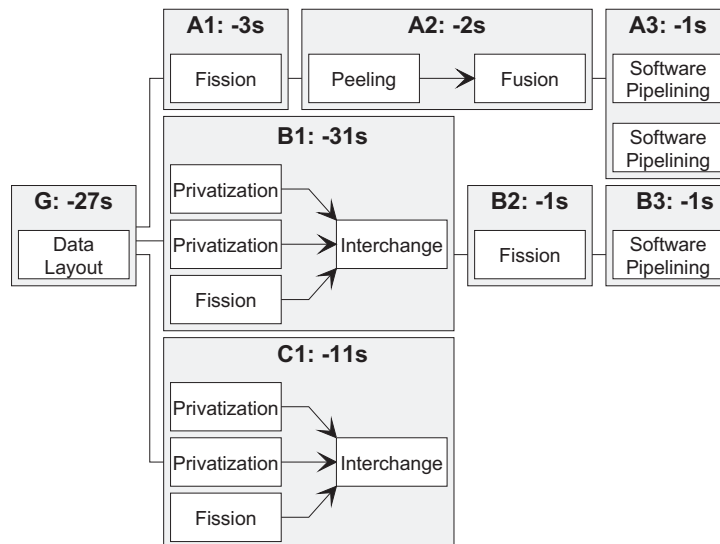 A1: -3s
Fission
A2: -2s
Peeling
Fusion
A3: -1s
Software
Pipelining
Software
Pipelining
G: -27s
Data
Layout
B1: -31s
Privatization
Privatization
Fission
Interchange
B2: -1s
Fission
B3: -1s
Software
Pipelining
C1: -11s
Privatization
Privatization
Fission
Interchange